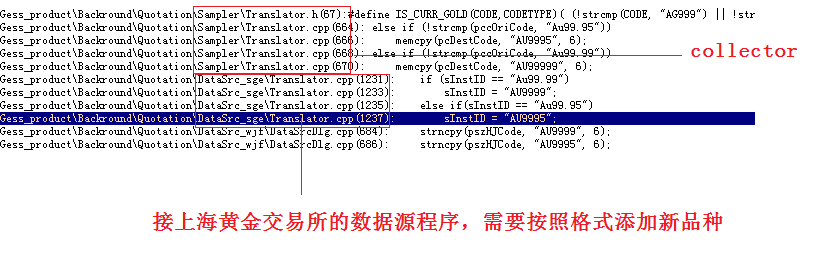 Gess_product\Backround\Quotation\Sampler\Translator.h(67):#define IS_CURR_GOLD(CODE,CODETYPE)( (!strcmp(CODE, "AG999") || !str
Gess_product\Backround\Quotation\Sampler\Translator.cpp(664): else if (!strcmp(pccOriCode, "Au99.95"))
Gess_product\Backround\Quotation\Sampler\Translator.cpp(666):     memcpy(pcDestCode, "AU9995", 6);
Gess_product\Backround\Quotation\Sampler\Translator.cpp(668): else if (!strcmp(pccOriCode, "Au99.99"))
collector
Gess_product\Backround\Quotation\Sampler\Translator.cpp(670):     memcpy(pcDestCode, "AU9999", 6);
Gess_product\Backround\Quotation\DataSrc_sge\Translator.cpp(1231):    if (sInstID == "Au99.99")
Gess_product\Backround\Quotation\DataSrc_sge\Translator.cpp(1233):        sInstID = "AU9999";
Gess_product\Backround\Quotation\DataSrc_sge\Translator.cpp(1235):    else if(sInstID == "Au99.95")
Gess_product\Backround\Quotation\DataSrc_sge\Translator.cpp(1237):        sInstID = "AU9995";
Gess_product\Backround\Quotation\DataSrc_wjf\DataSrcDlg.cpp(684):    strncpy(pszHJCode, "AU9999", 6);
Gess_product\Backround\Quotation\DataSrc_wjf\DataSrcDlg.cpp(686):    strncpy(pszHJCode, "AU9995", 6);
接上海黄金交易所的数据源程序，需要按照格式添加新品种